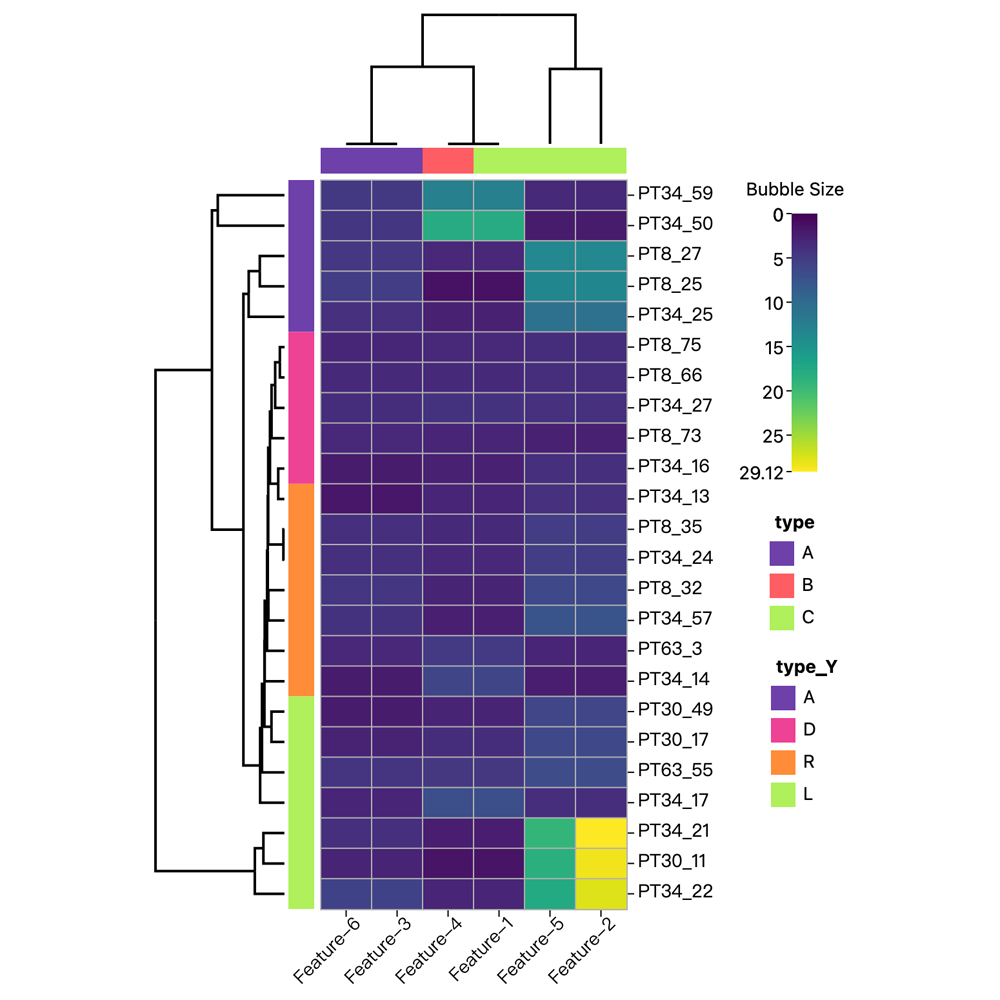 PT34_59
PT34_50
PT8_27
PT8_25
PT34_25
PT8_75
PT8_66
PT34_27
PT8_73
PT34_16
PT34_13
PT8_35
PT34_24
PT8_32
PT34_57
PT63_3
PT34_14
PT30_49
PT30_17
PT63_55
PT34_17
PT34_21
PT30_11
PT34_22
Feature-6
Feature-3
Feature-4
Feature-1
Feature-5
Feature-2
Bubble Size
0
5
10
15
20
25
29.12
type
A
B
C
type_Y
A
D
R
L